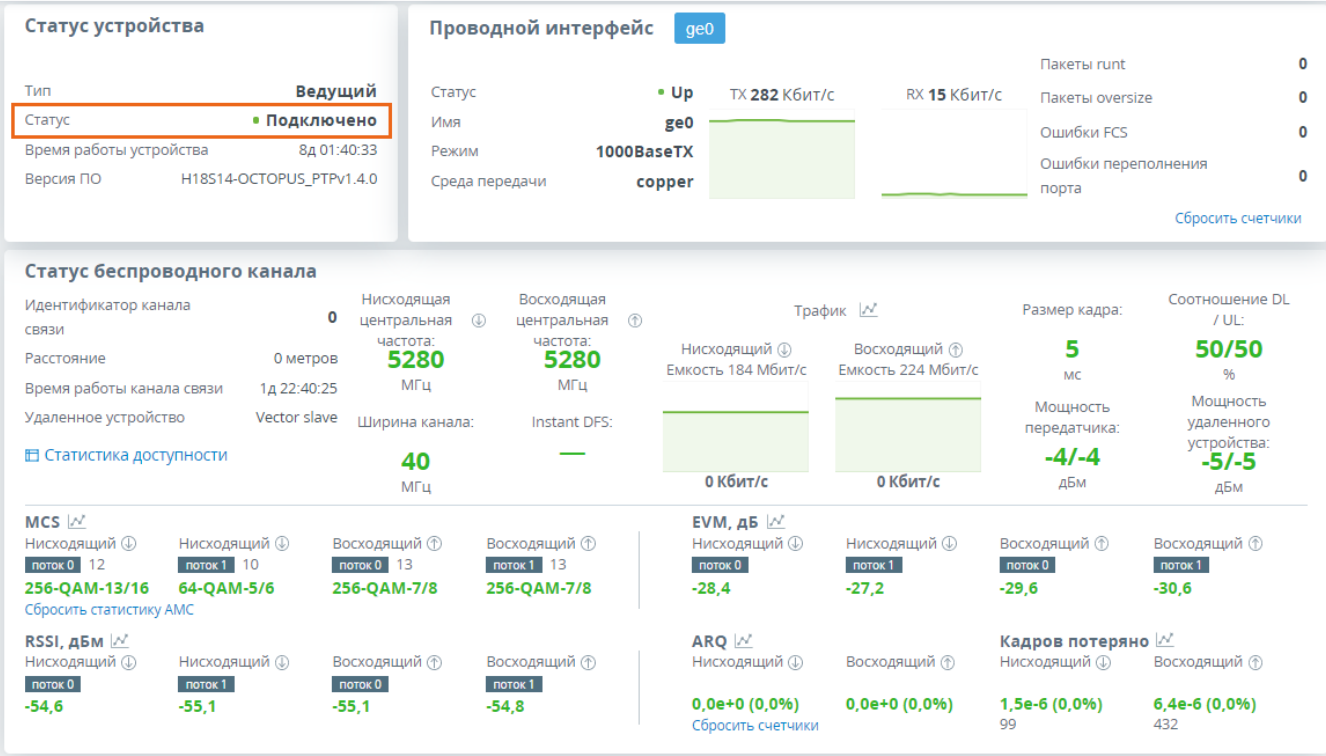 Статус устройства
Тип Ведущий
Статус Подключено
Время работы устройства 8д 01:40:33
Версия ПО H18S14-OCTOPUS_PTPv1.4.0
Проводной интерфейс ge0
Статус Up
Имя ge0
Режим 1000BaseTX
Среда передачи copper
TX 282 Кбит/с
RX 15 Кбит/с
Пакеты runt 0
Пакеты oversize 0
Ошибки FCS 0
Ошибки переполнения
порта 0
Сбросить счетчики
Статус беспроводного канала
Идентификатор канала
связи 0
Расстояние 0 метров
Время работы канала связи 1д 22:40:25
Удаленное устройство Vector slave
Статистика доступности
Нисходящая
центральная
частота:
5280
МГц
Восходящая
центральная
частота:
5280
МГц
Ширина канала:
40
МГц
Instant DFS:
—
Трафик
Нисходящий
Емкость 184 Мбит/с
0 Кбит/с
Восходящий
Емкость 224 Мбит/с
0 Кбит/с
Размер кадра:
5
мс
Соотношение DL
/ UL:
50/50
%
Мощность
передатчика:
-4/-4
дБм
Мощность
удаленного
устройства:
-5/-5
дБм
MCS
Нисходящий
поток 0 12
256-QAM-13/16
Нисходящий
поток 1 10
64-QAM-5/6
Восходящий
поток 0 13
256-QAM-7/8
Восходящий
поток 1 13
256-QAM-7/8
Сбросить статистику АМС
EVM, дБ
Нисходящий
поток 0
-28,4
Нисходящий
поток 1
-27,2
Восходящий
поток 0
-29,6
Восходящий
поток 1
-30,6
RSSI, дБм
Нисходящий
поток 0
-54,6
Нисходящий
поток 1
-55,1
Восходящий
поток 0
-55,1
Восходящий
поток 1
-54,8
ARQ
Нисходящий
0,0e+0 (0,0%)
Восходящий
0,0e+0 (0,0%)
Сбросить счетчики
Кадров потеряно
Нисходящий
1,5e-6 (0,0%)
99
Восходящий
6,4e-6 (0,0%)
432